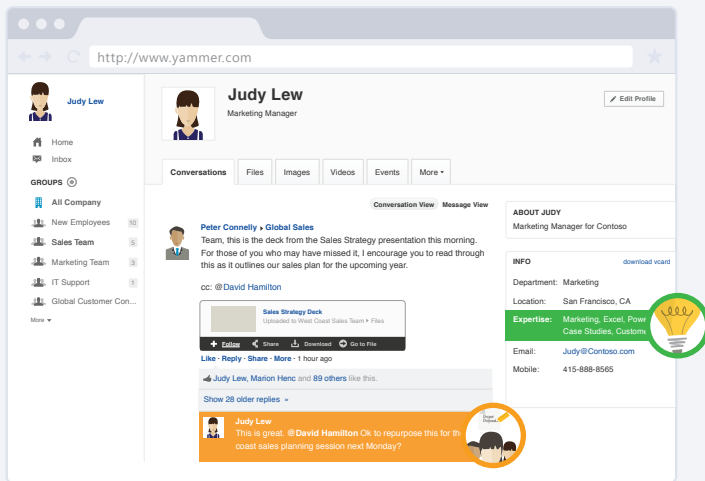 http://www.yammer.com
Judy Lew
Home
Inbox
GROUPS
All Company
New Employees 10
Sales Team 5
Marketing Team 3
IT Support 1
Global Customer Con...
More
Judy Lew
Marketing Manager
Edit Profile
Conversations Files Images Videos Events More
Conversation View Message View
Peter Connelly Global Sales
Team, this is the deck from the Sales Strategy presentation this morning.
For those of you who may have missed it, I encourage you to read through
this as it outlines our sales plan for the upcoming year.
cc: @David Hamilton
Sales Strategy Deck
Uploaded to West Coast Sales Team Files
Follow Share Download Go to File
Like · Reply · Share · More · 1 hour ago
Judy Lew, Marion Henc and 89 others like this.
Show 28 older replies
Judy Lew
This is great. @David Hamilton Ok to repurpose this for the
coast sales planning session next Monday?
ABOUT JUDY
Marketing Manager for Contoso
INFO download vcard
Department: Marketing
Location: San Francisco, CA
Expertise: Marketing, Excel,
Case Studies,
Email: Judy@Contoso.com
Mobile: 415-888-8565